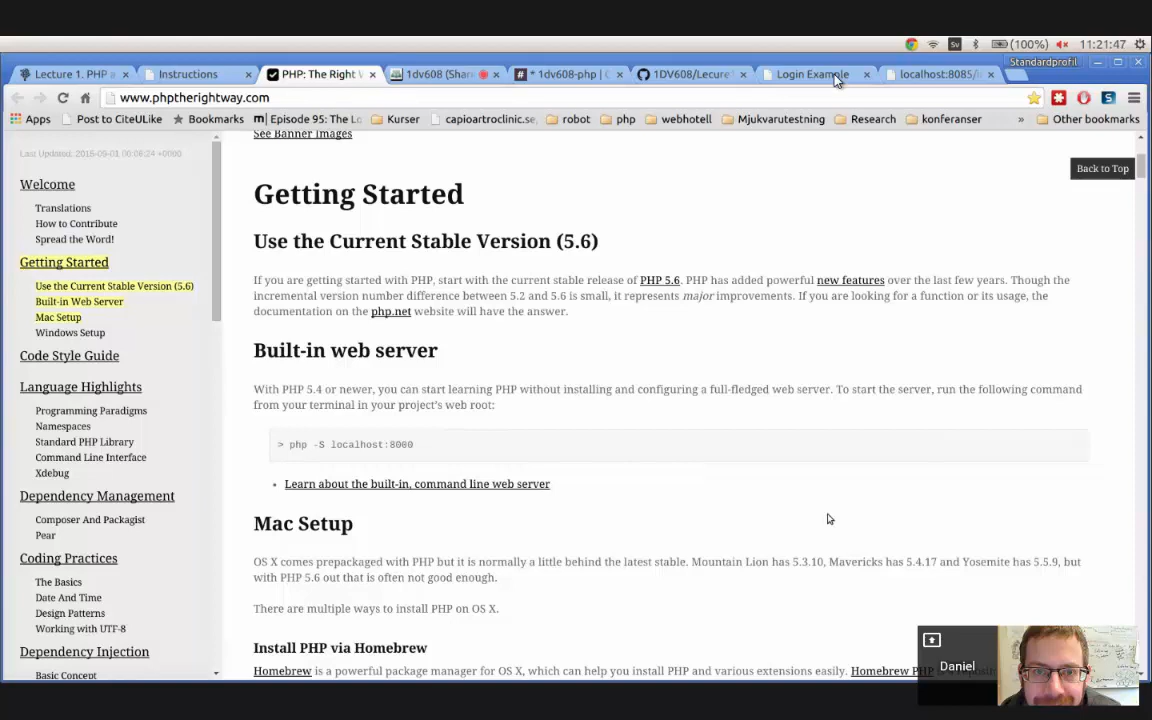 Sv (100%) 11:21:47
Lecture 1. PHP a Instructions PHP: The Right W 1dv608 (Shar * 1dv608-php | 1DV608/Lecure Login Example localhost:8085/ Standardprofil
www.phptherightway.com
Apps Post to CiteULike Bookmarks Episode 95: The Lo Kurser capioartroclinic.se, robot php webhotell Mjukvarutestning Research konferanser » Other bookmarks
See Banner Images
Last Updated: 2015-09-01 06:06:24 +0000
Back to Top
Welcome
Translations
How to Contribute
Spread the Word!
Getting Started
Use the Current Stable Version (5.6)
Built-in Web Server
Mac Setup
Windows Setup
Code Style Guide
Language Highlights
Programming Paradigms
Namespaces
Standard PHP Library
Command Line Interface
Xdebug
Dependency Management
Composer And Packagist
Pear
Coding Practices
The Basics
Date And Time
Design Patterns
Working with UTF-8
Dependency Injection
Basic Concept
Getting Started
Use the Current Stable Version (5.6)
If you are getting started with PHP, start with the current stable release of PHP 5.6. PHP has added powerful new features over the last few years. Though the
incremental version number difference between 5.2 and 5.6 is small, it represents major improvements. If you are looking for a function or its usage, the
documentation on the php.net website will have the answer.
Built-in web server
With PHP 5.4 or newer, you can start learning PHP without installing and configuring a full-fledged web server. To start the server, run the following command
from your terminal in your project's web root:
> php -S localhost:8000
Learn about the built-in, command line web server
Mac Setup
OS X comes prepackaged with PHP but it is normally a little behind the latest stable. Mountain Lion has 5.3.10, Mavericks has 5.4.17 and Yosemite has 5.5.9, but
with PHP 5.6 out that is often not good enough.
There are multiple ways to install PHP on OS X.
Install PHP via Homebrew
Homebrew is a powerful package manager for OS X, which can help you install PHP and various extensions easily. Homebrew PHP
Daniel